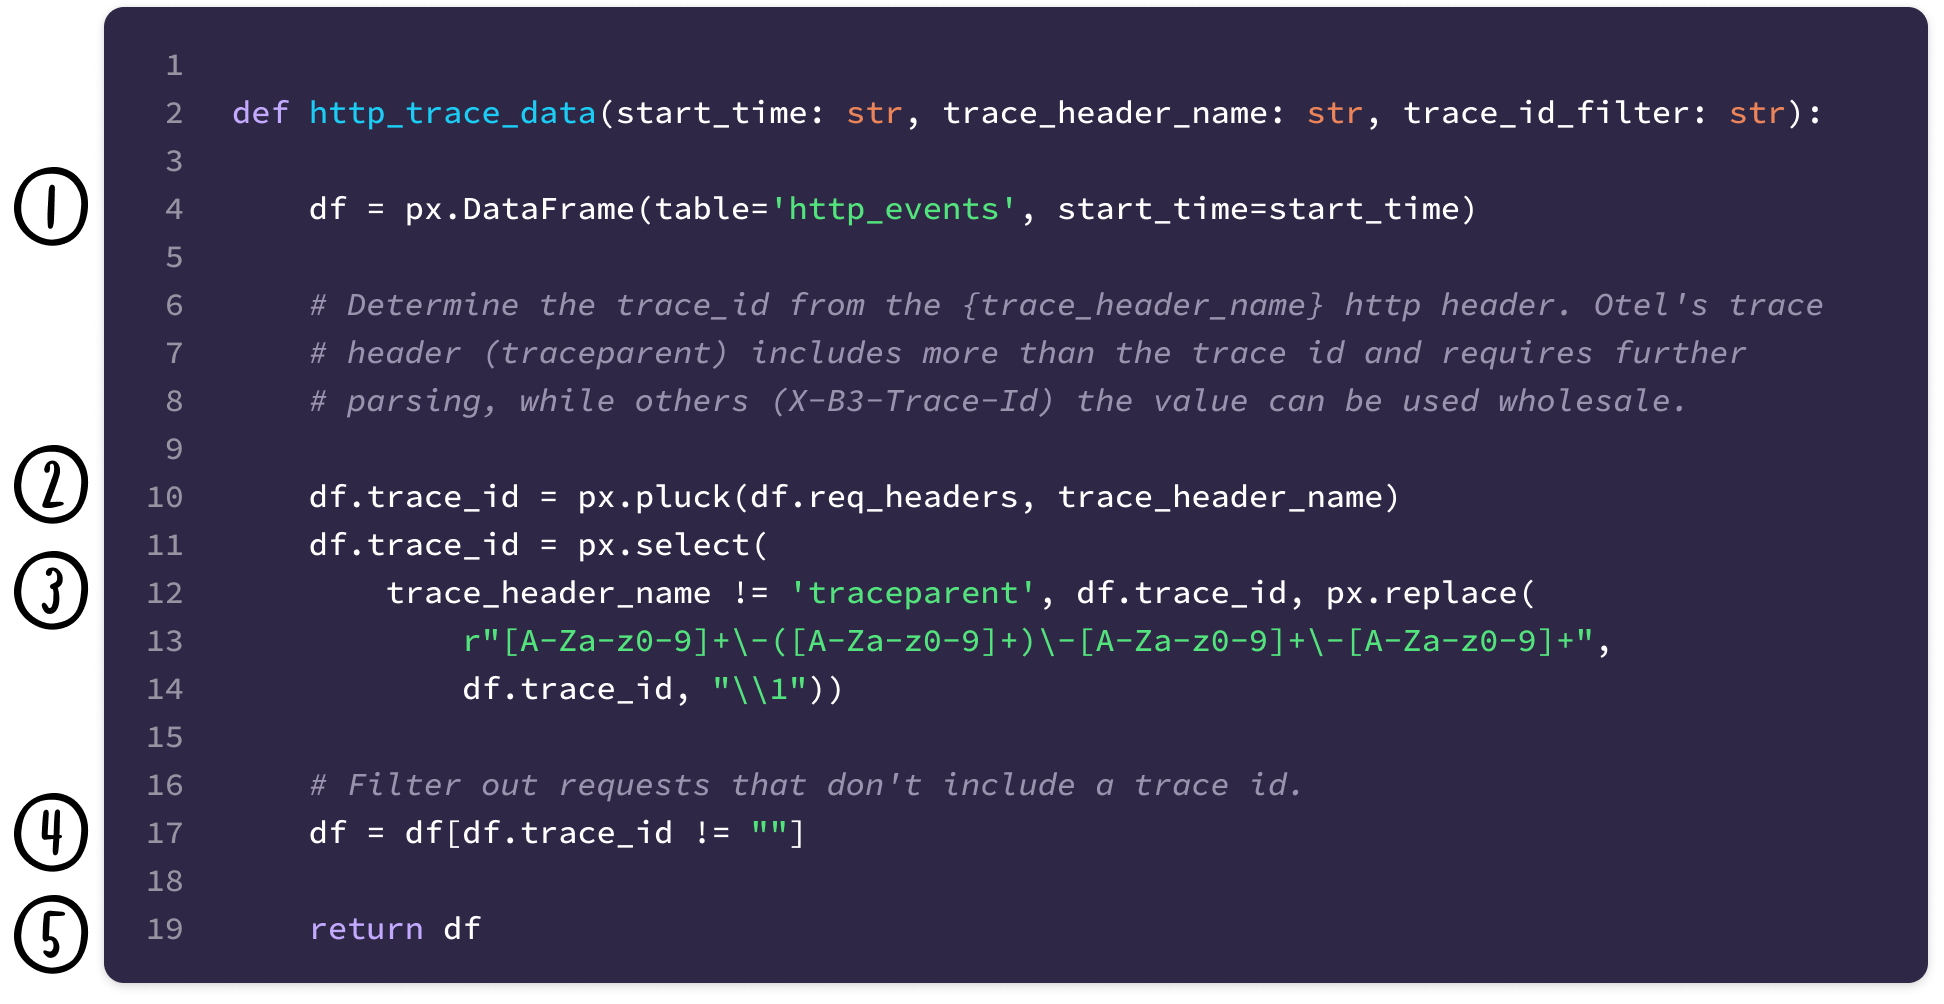 1
2 def http_trace_data(start_time: str, trace_header_name: str, trace_id_filter: str):
3
① 4 df = px.DataFrame(table='http_events', start_time=start_time)
5
6 # Determine the trace_id from the {trace_header_name} http header. Otel's trace
7 # header (traceparent) includes more than the trace id and requires further
8 # parsing, while others (X-B3-Trace-Id) the value can be used wholesale.
9
② 10 df.trace_id = px.pluck(df.req_headers, trace_header_name)
11 df.trace_id = px.select(
③ 12 trace_header_name != 'traceparent', df.trace_id, px.replace(
13 r"[A-Za-z0-9]+\-([A-Za-z0-9]+)\-[A-Za-z0-9]+\-[A-Za-z0-9]+",
14 df.trace_id, "\\1"))
15
16 # Filter out requests that don't include a trace id.
④ 17 df = df[df.trace_id != ""]
18
⑤ 19 return df